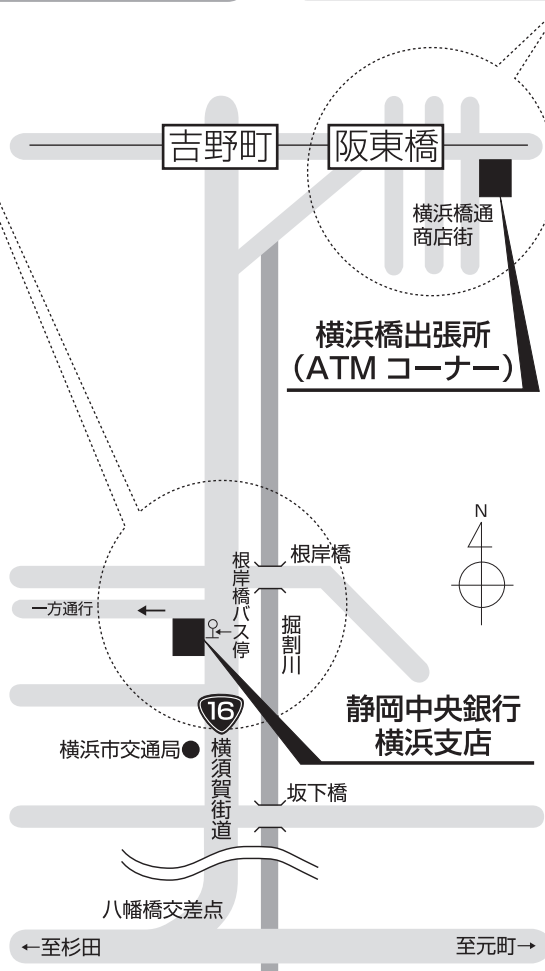 吉野町
阪東橋
横浜橋通
商店街
横浜橋出張所
（ATM コーナー）
N
根岸橋
根岸橋バス停
一方通行
←
掘割川
16
静岡中央銀行
横浜支店
横浜市交通局●
横須賀街道
坂下橋
八幡橋交差点
←至杉田
至元町→